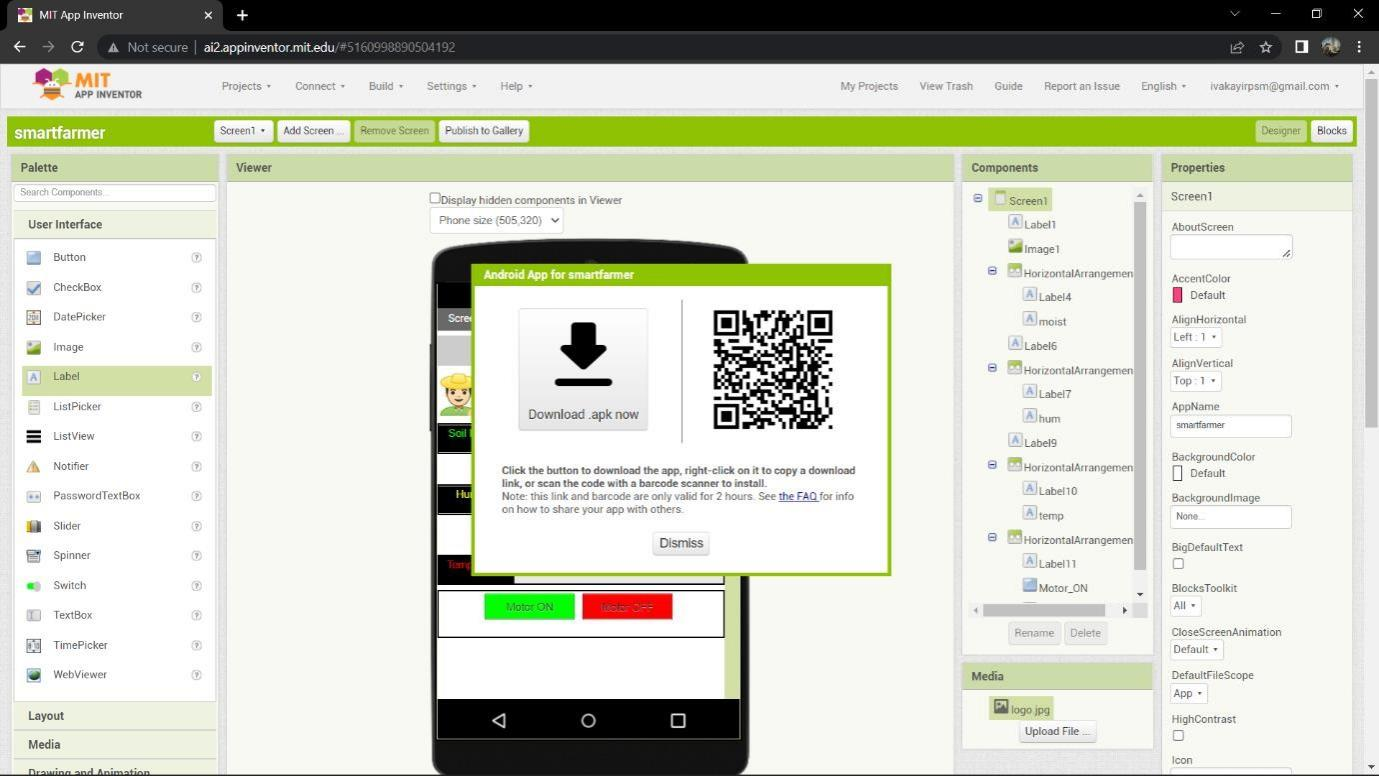 MIT App Inventor
Not secure
ai2.appinventor.mit.edu/#5160998890504192
MIT
APP INVENTOR
Projects
Connect
Build
Settings
Help
My Projects
View Trash
Guide
Report an Issue
English
ivakayirpsm@gmail.com
smartfarmer
Screen1
Add Screen ...
Remove Screen
Publish to Gallery
Designer
Blocks
Palette
Search Components...
User Interface
Button
CheckBox
DatePicker
Image
Label
ListPicker
ListView
Notifier
PasswordTextBox
Slider
Spinner
Switch
TextBox
TimePicker
WebViewer
Layout
Media
Drawing and Animation
Viewer
Display hidden components in Viewer
Phone size (505,320)
Scree
Soil
Hu
Temp
Motor ON
Motor OFF
Android App for smartfarmer
Download .apk now
Click the button to download the app, right-click on it to copy a download
link, or scan the code with a barcode scanner to install.
Note: this link and barcode are only valid for 2 hours. See the FAQ for info
on how to share your app with others.
Dismiss
Components
Screen1
Label1
Image1
HorizontalArrangemen
Label4
moist
Label6
HorizontalArrangemen
Label7
hum
Label9
HorizontalArrangemen
Label10
temp
HorizontalArrangemen
Label11
Motor_ON
Rename
Delete
Media
logo.jpg
Upload File ...
Properties
Screen1
AboutScreen
AccentColor
Default
AlignHorizontal
Left : 1
AlignVertical
Top : 1
AppName
smartfarmer
BackgroundColor
Default
BackgroundImage
None...
BigDefaultText
BlocksToolkit
All
CloseScreenAnimation
Default
DefaultFileScope
App
HighContrast
Icon